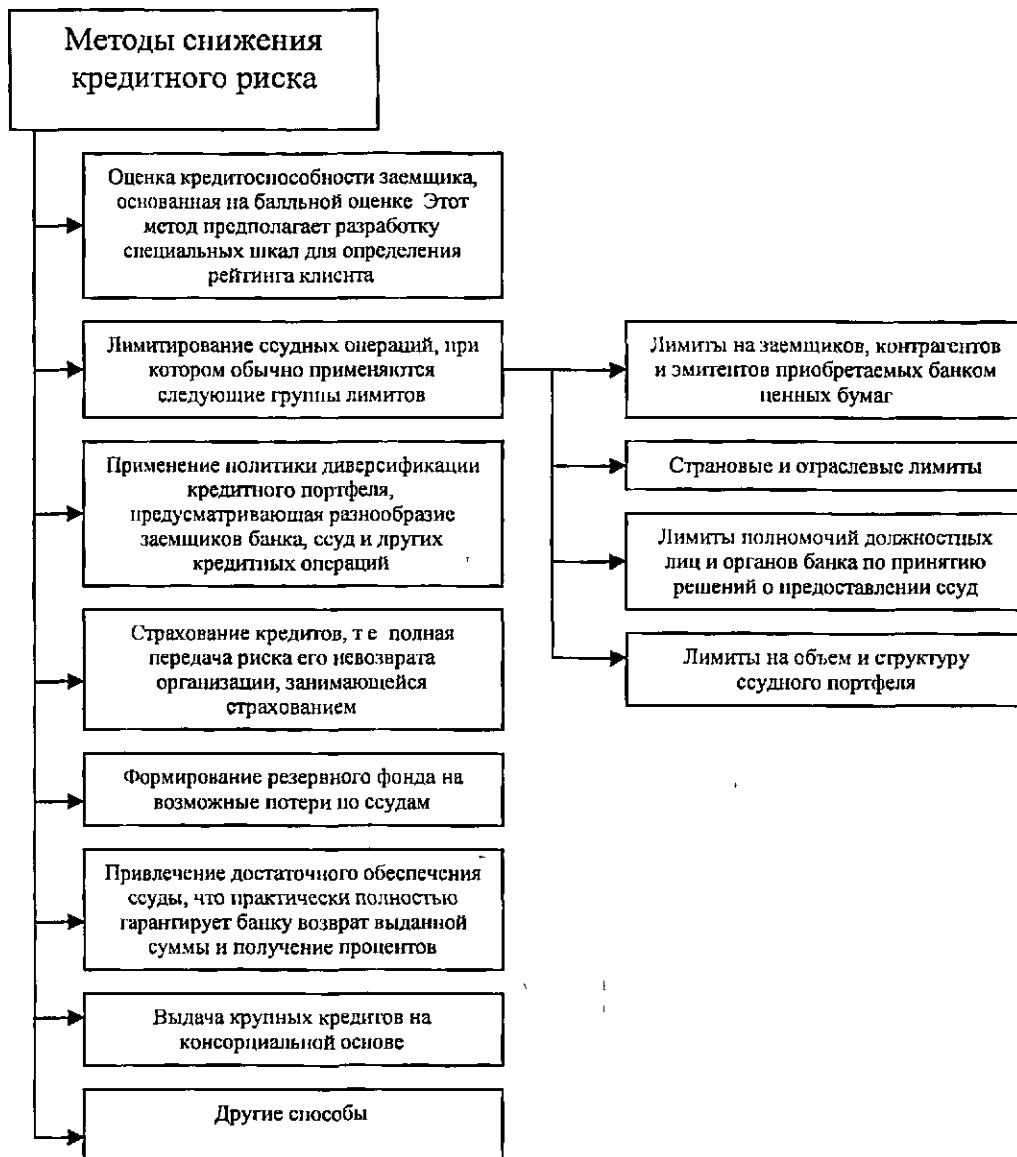 Методы снижения
кредитного риска
Оценка кредитоспособности заемщика,
основанная на балльной оценке Этот
метод предполагает разработку
специальных шкал для определения
рейтинга клиента
Лимитирование ссудных операций, при
котором обычно применяются
следующие группы лимитов
Применение политики диверсификации
кредитного портфеля,
предусматривающая разнообразие
заемщиков банка, ссуд и других
кредитных операций
Страхование кредитов, т е полная
передача риска его невозврата
организации, занимающейся
страхованием
Формирование резервного фонда на
возможные потери по ссудам
Привлечение достаточного обеспечения
ссуды, что практически полностью
гарантирует банку возврат выданной
суммы и получение процентов
Выдача крупных кредитов на
консорциальной основе
Другие способы
Лимиты на заемщиков, контрагентов
и эмитентов приобретаемых банком
ценных бумаг
Страновые и отраслевые лимиты
Лимиты полномочий должностных
лиц и органов банка по принятию
решений о предоставлении ссуд
Лимиты на объем и структуру
ссудного портфеля